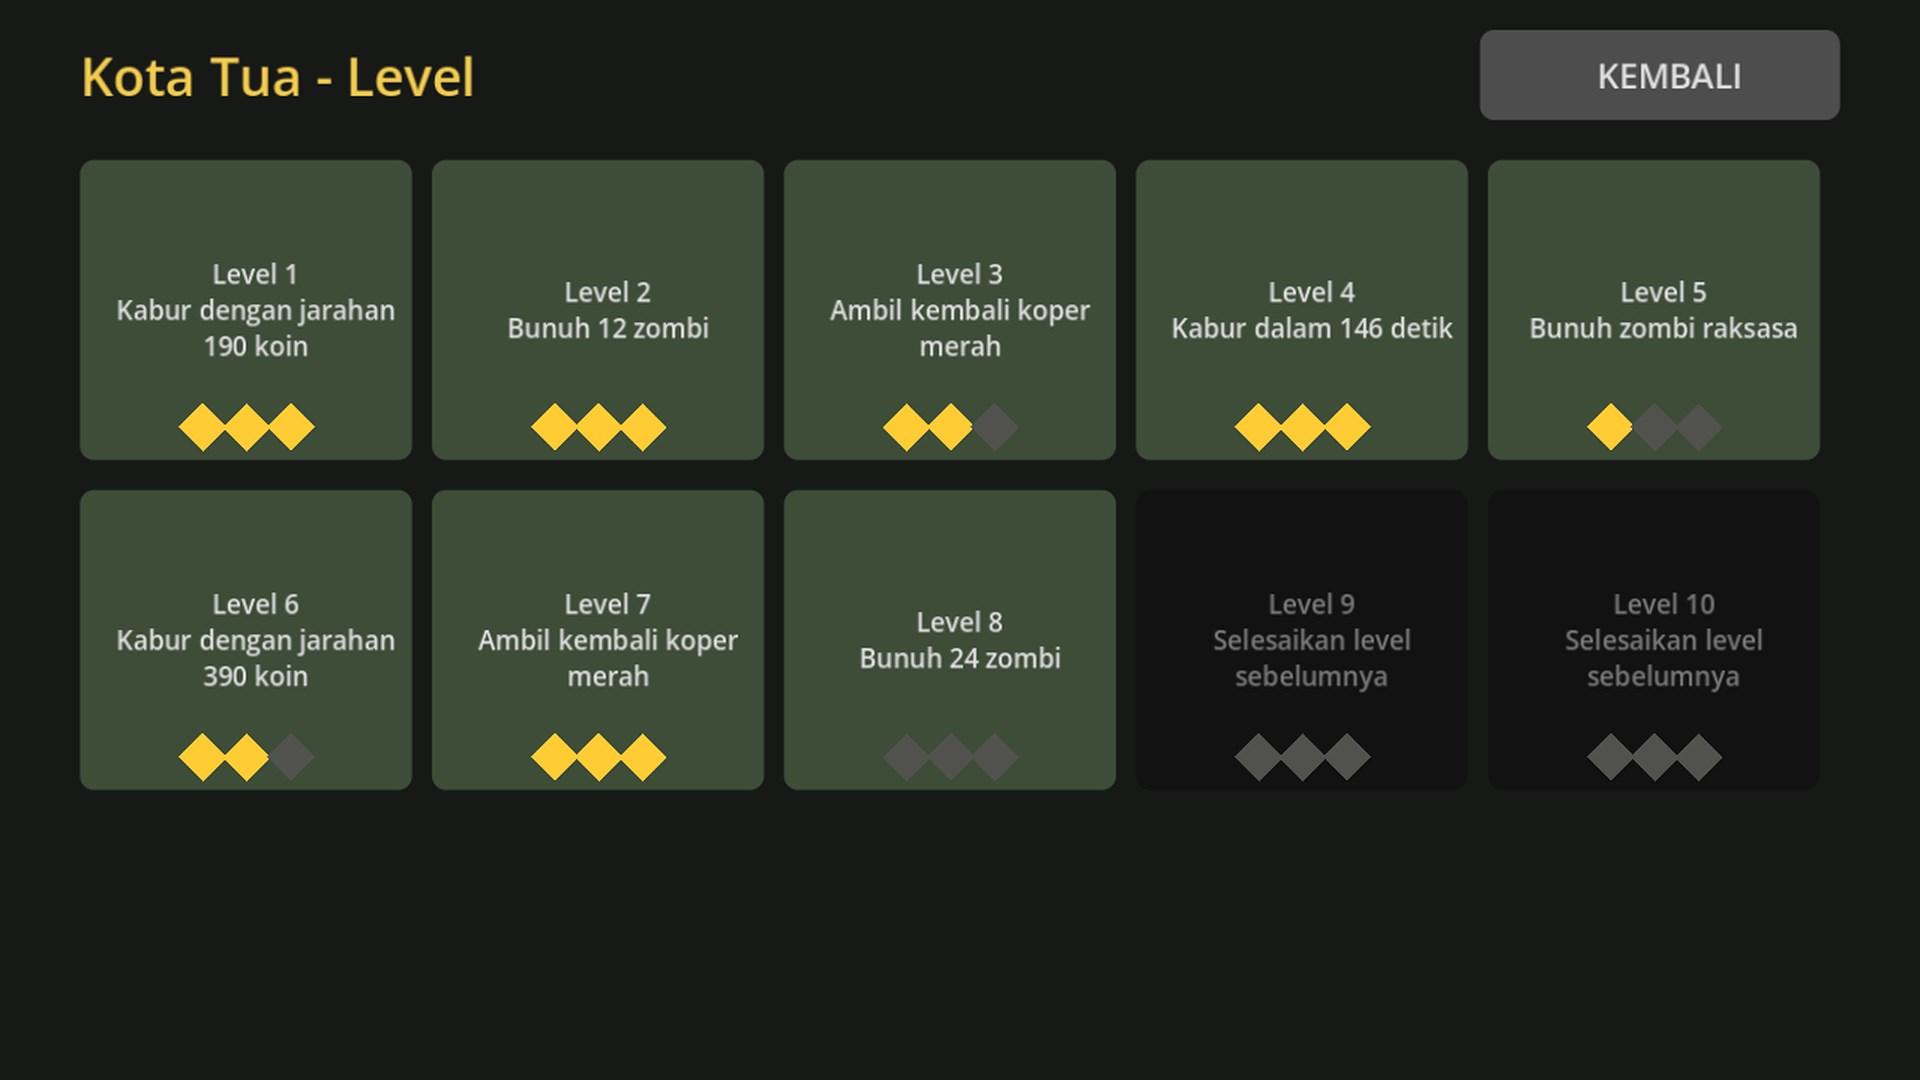 Kota Tua - Level
KEMBALI
Level 1
Kabur dengan jarahan
190 koin
Level 2
Bunuh 12 zombi
Level 3
Ambil kembali koper
merah
Level 4
Kabur dalam 146 detik
Level 5
Bunuh zombi raksasa
Level 6
Kabur dengan jarahan
390 koin
Level 7
Ambil kembali koper
merah
Level 8
Bunuh 24 zombi
Level 9
Selesaikan level
sebelumnya
Level 10
Selesaikan level
sebelumnya